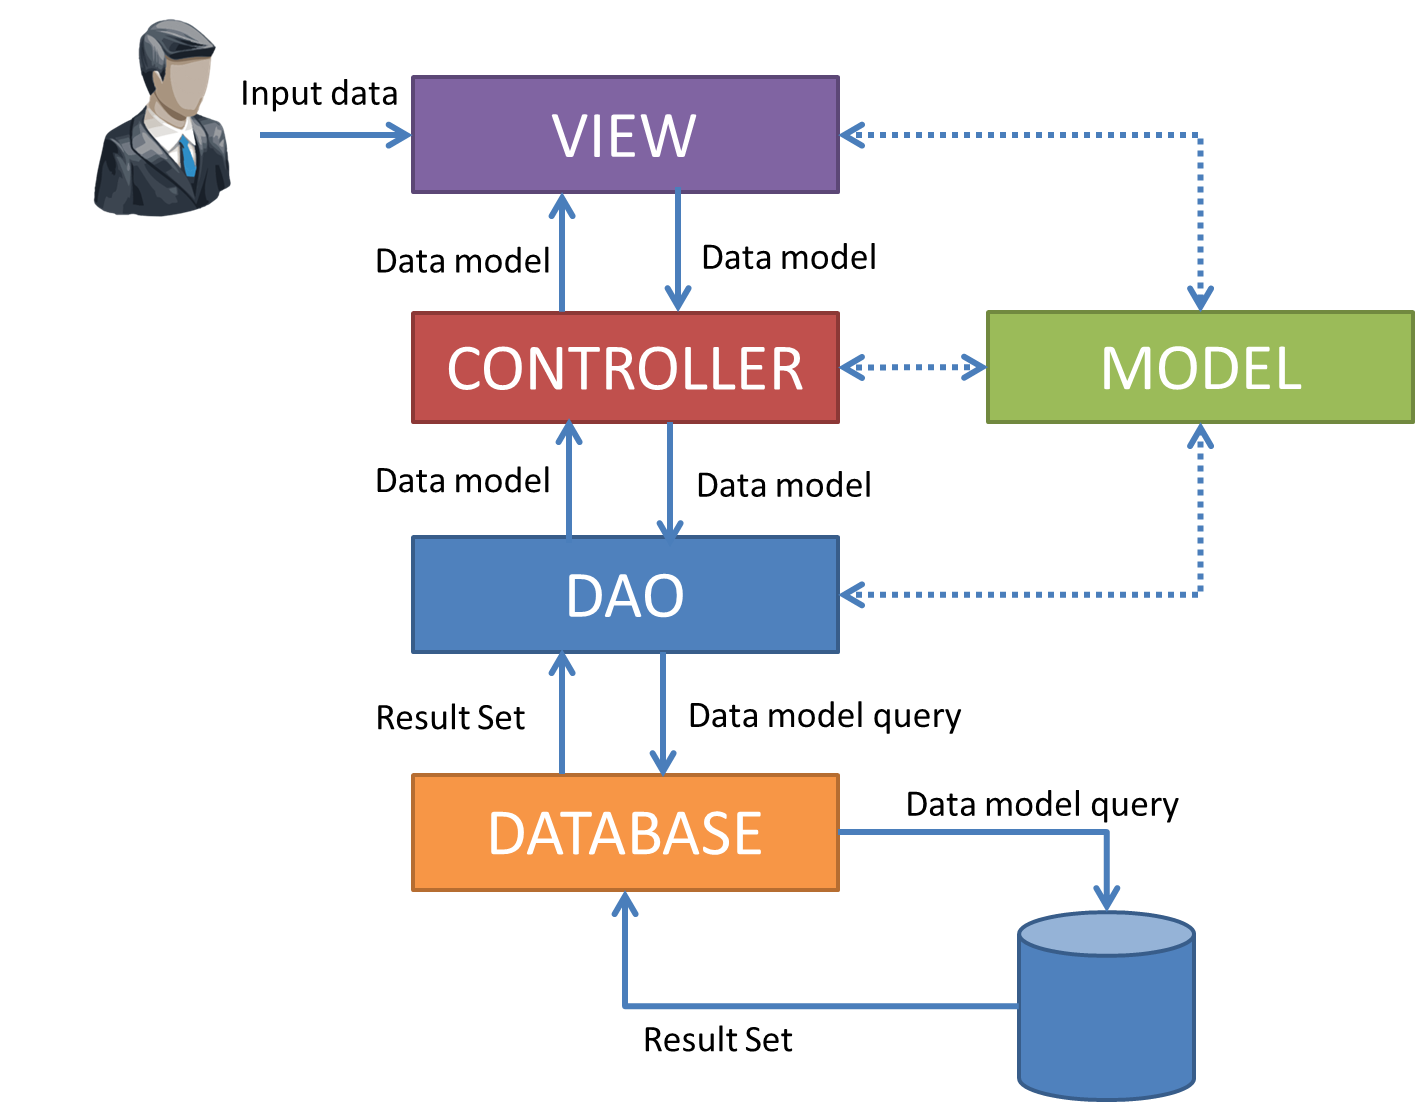 Input data
VIEW
Data model
Data model
CONTROLLER
MODEL
Data model
Data model
DAO
Result Set
Data model query
DATABASE
Data model query
Result Set